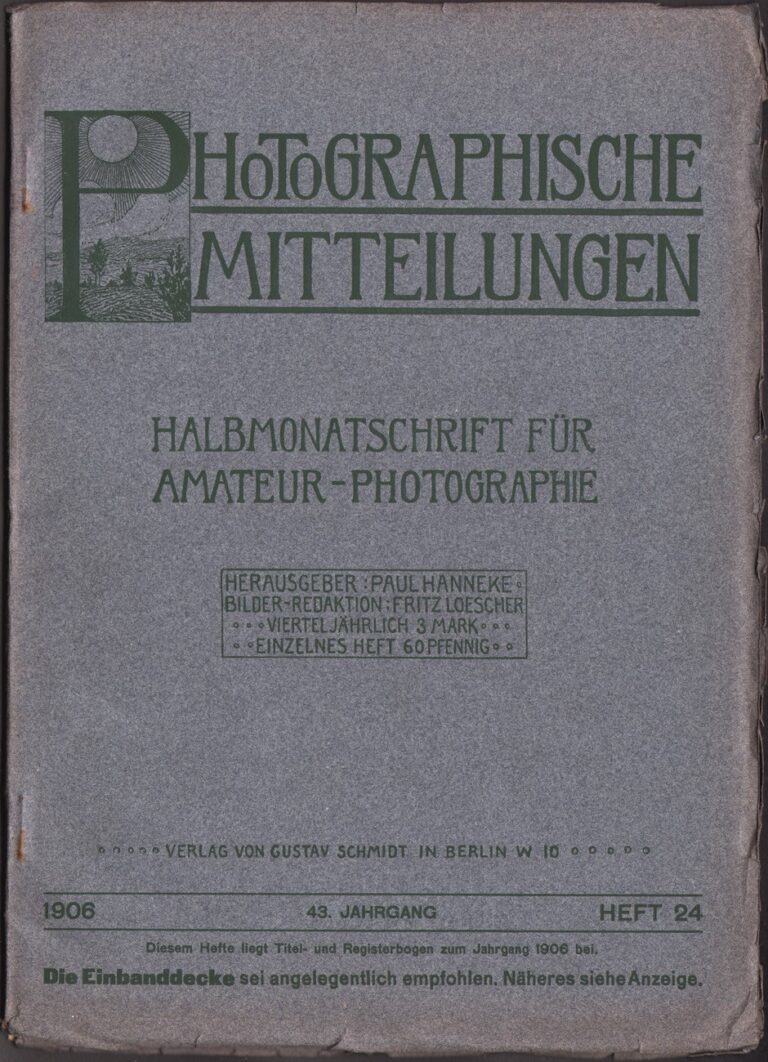 PHOTOGRAPHISCHE
MITTEILUNGEN
HALBMONATSCHRIFT FÜR
AMATEUR-PHOTOGRAPHIE
HERAUSGEBER: PAUL HANNEKE
BILDER-REDAKTION: FRITZ LOESCHER
VIERTELJÄHRLICH 3 MARK
EINZELNES HEFT 60 PFENNIG
VERLAG VON GUSTAV SCHMIDT IN BERLIN W 10
1906 43. JAHRGANG HEFT 24
Diesem Hefte liegt Titel- und Registerbogen zum Jahrgang 1906 bei.
Die Einbanddecke sei angelegentlich empfohlen. Näheres siehe Anzeige.